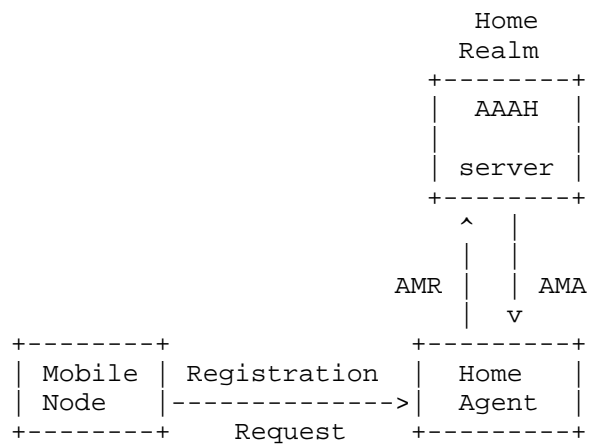 Home
Realm
AAAH
server
AMR
AMA
Mobile Registration Home
Node Agent
Request